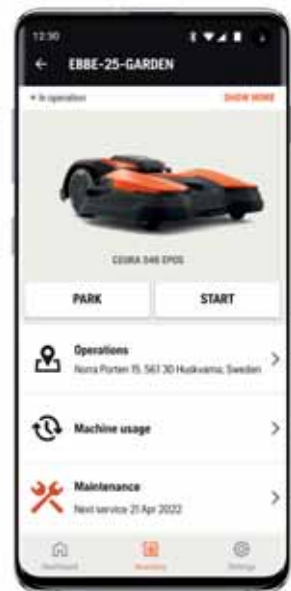 12:30
EBBE-25-GARDEN
• In operation SHOW MORE
CEORA 546 EPOS
PARK START
Operations
Norra Porten 15, 561 30 Huskvarna, Sweden
Machine usage
Maintenance
Next service 21 Apr 2022
Dashboard Inventory Settings